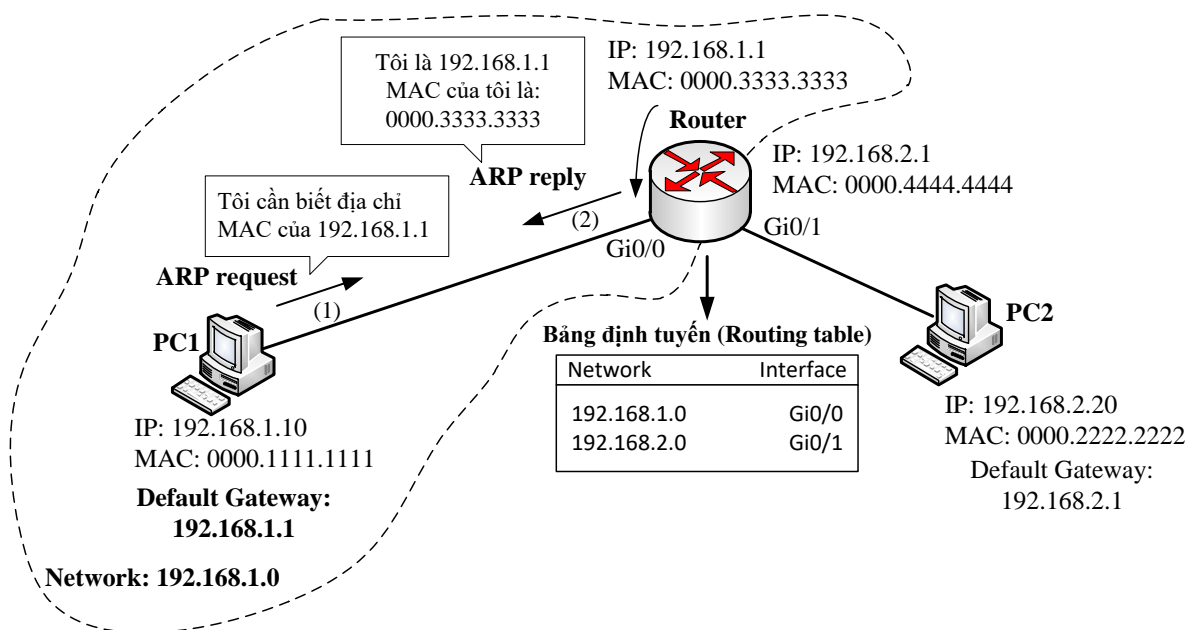 Tôi là 192.168.1.1
MAC của tôi là:
0000.3333.3333
IP: 192.168.1.1
MAC: 0000.3333.3333
Router
IP: 192.168.2.1
MAC: 0000.4444.4444
ARP reply
(2)
Gi0/0
Gi0/1
Tôi cần biết địa chỉ
MAC của 192.168.1.1
ARP request
(1)
PC1
IP: 192.168.1.10
MAC: 0000.1111.1111
Default Gateway:
192.168.1.1
Network: 192.168.1.0
Bảng định tuyến (Routing table)
Network Interface
192.168.1.0 Gi0/0
192.168.2.0 Gi0/1
PC2
IP: 192.168.2.20
MAC: 0000.2222.2222
Default Gateway:
192.168.2.1